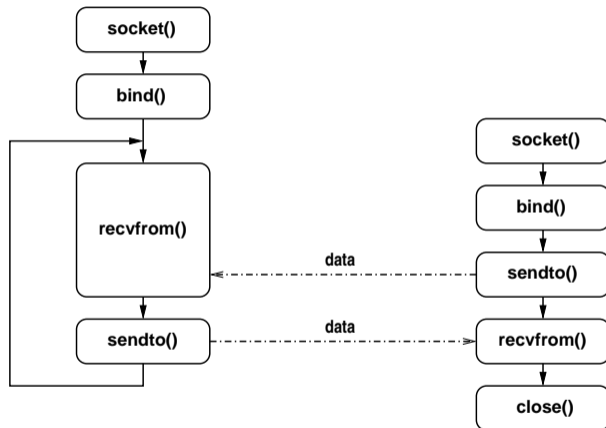 socket()
bind()
recvfrom()
sendto()
data
data
socket()
bind()
sendto()
recvfrom()
close()